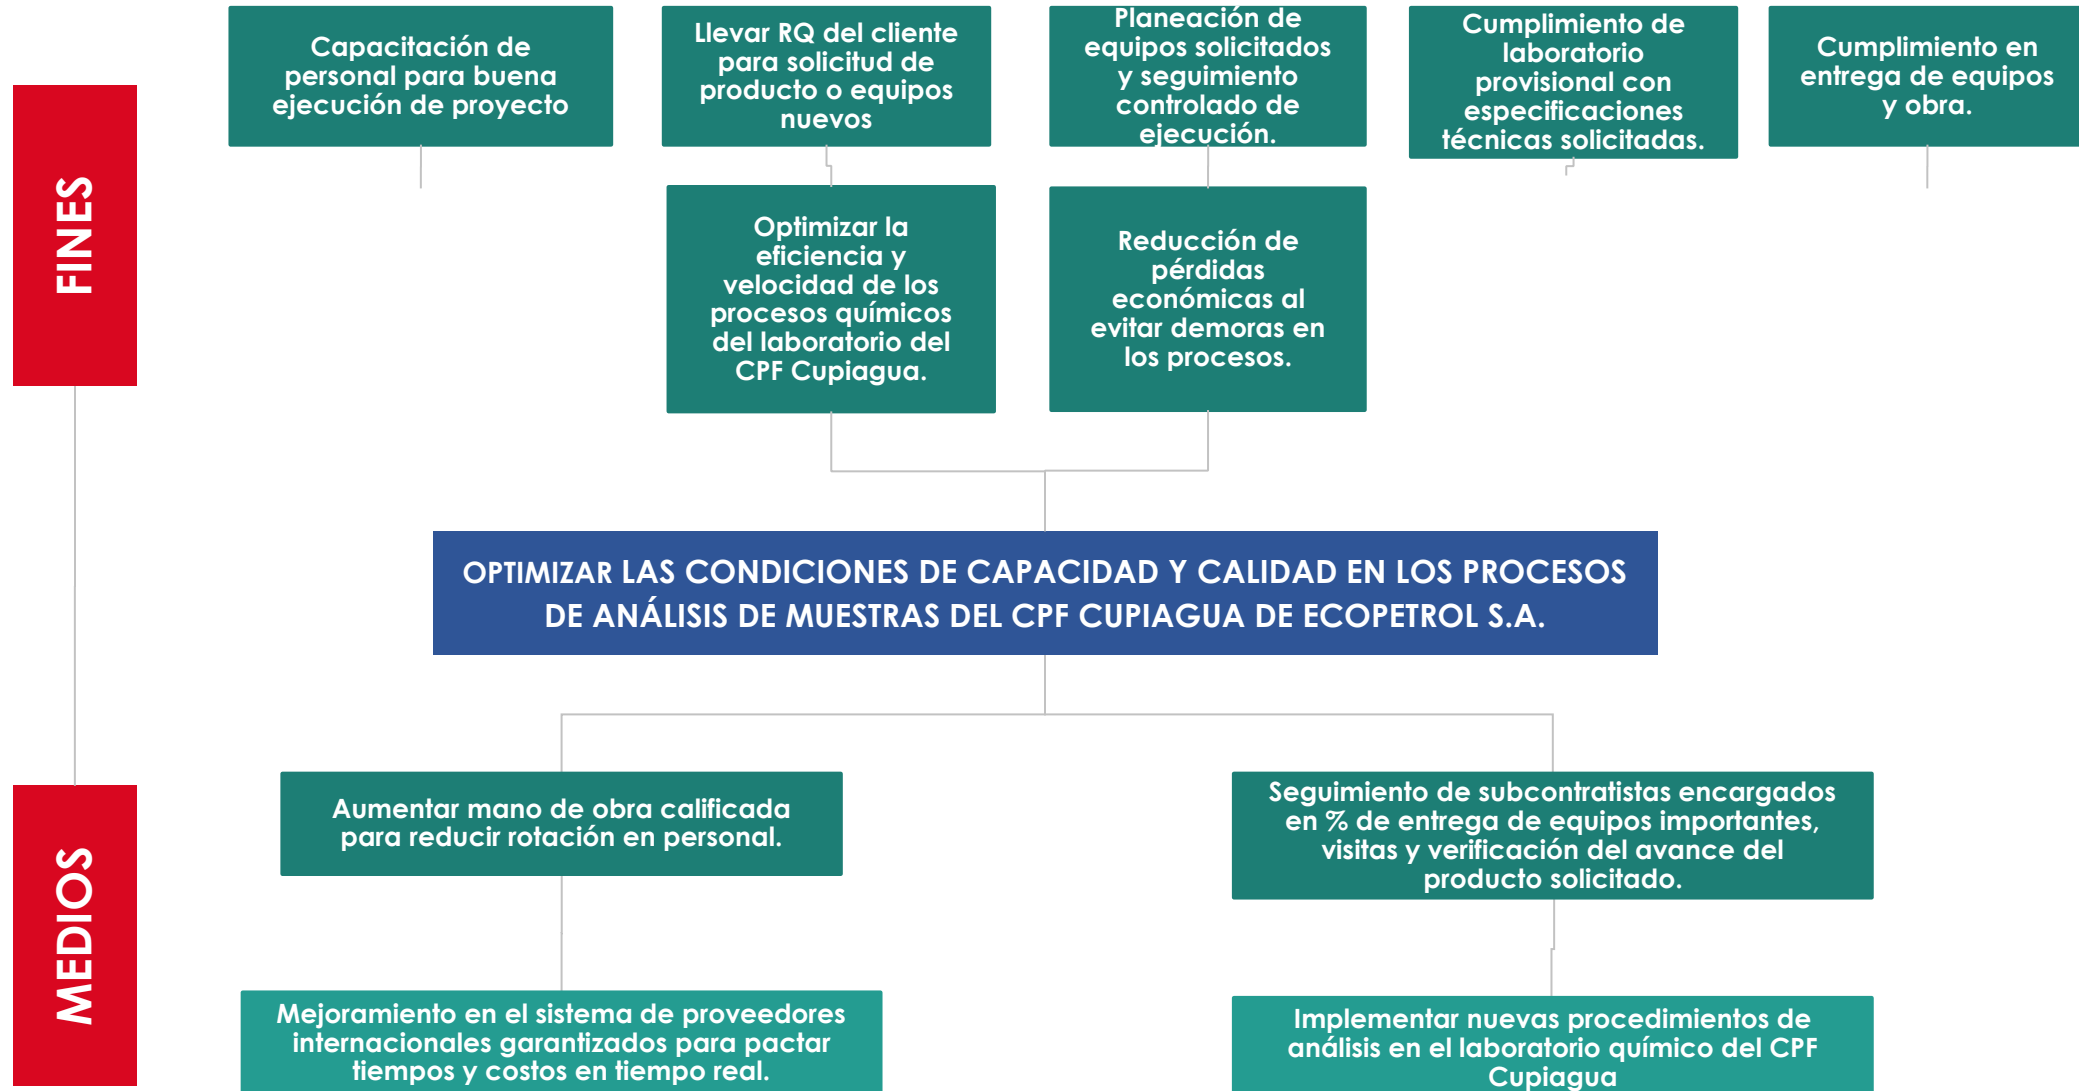 FINES
Capacitación de
personal para buena
ejecución de proyecto
Llevar RQ del cliente
para solicitud de
producto o equipos
nuevos
Planeación de
equipos solicitados
y seguimiento
controlado de
ejecución.
Cumplimiento de
laboratorio
provisional con
especificaciones
técnicas solicitadas.
Cumplimiento en
entrega de equipos
y obra.
Optimizar la
eficiencia y
velocidad de los
procesos químicos
del laboratorio del
CPF Cupiagua.
Reducción de
pérdidas
económicas al
evitar demoras en
los procesos.
OPTIMIZAR LAS CONDICIONES DE CAPACIDAD Y CALIDAD EN LOS PROCESOS
DE ANÁLISIS DE MUESTRAS DEL CPF CUPIAGUA DE ECOPETROL S.A.
MEDIOS
Aumentar mano de obra calificada
para reducir rotación en personal.
Seguimiento de subcontratistas encargados
en % de entrega de equipos importantes,
visitas y verificación del avance del
producto solicitado.
Mejoramiento en el sistema de proveedores
internacionales garantizados para pactar
tiempos y costos en tiempo real.
Implementar nuevas procedimientos de
análisis en el laboratorio químico del CPF
Cupiagua